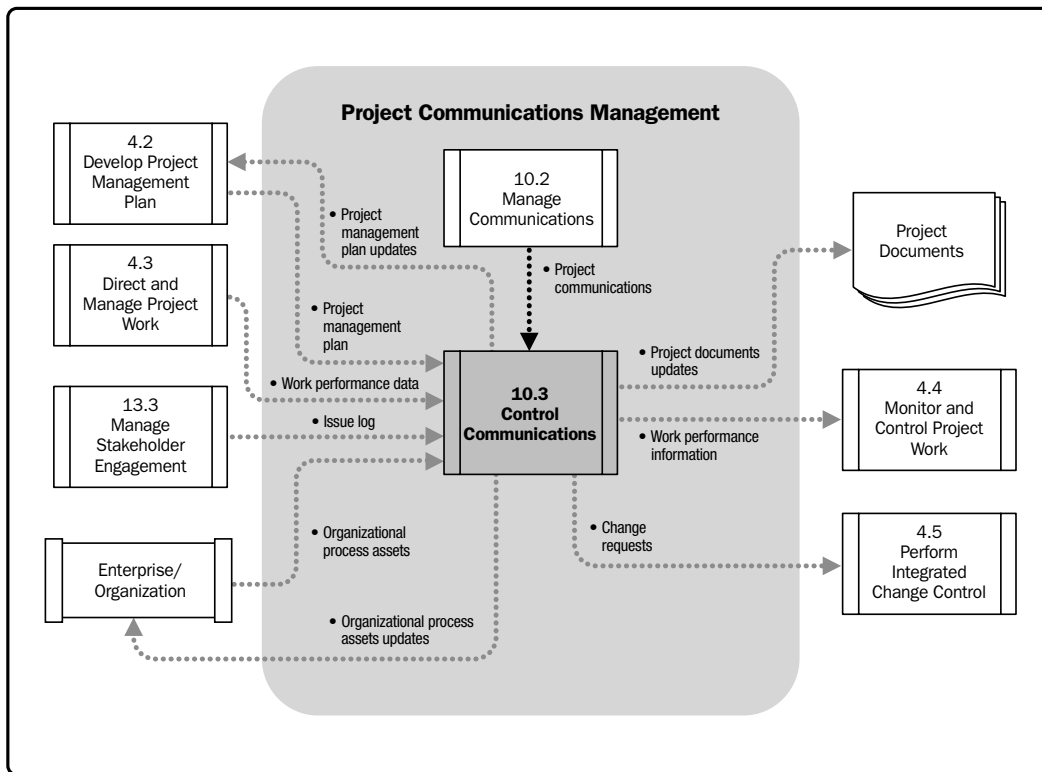 Project Communications Management
4.2
Develop Project
Management
Plan
10.2
Manage
Communications
• Project
management
plan updates
Project
Documents
4.3
Direct and
Manage Project
Work
• Project
communications
• Project
management
plan
• Project documents
updates
• Work performance data
10.3
Control
Communications
4.4
Monitor and
Control Project
Work
13.3
Manage
Stakeholder
Engagement
• Issue log
• Work performance
information
• Organizational
process assets
• Change
requests
4.5
Perform
Integrated
Change Control
Enterprise/
Organization
• Organizational process
assets updates